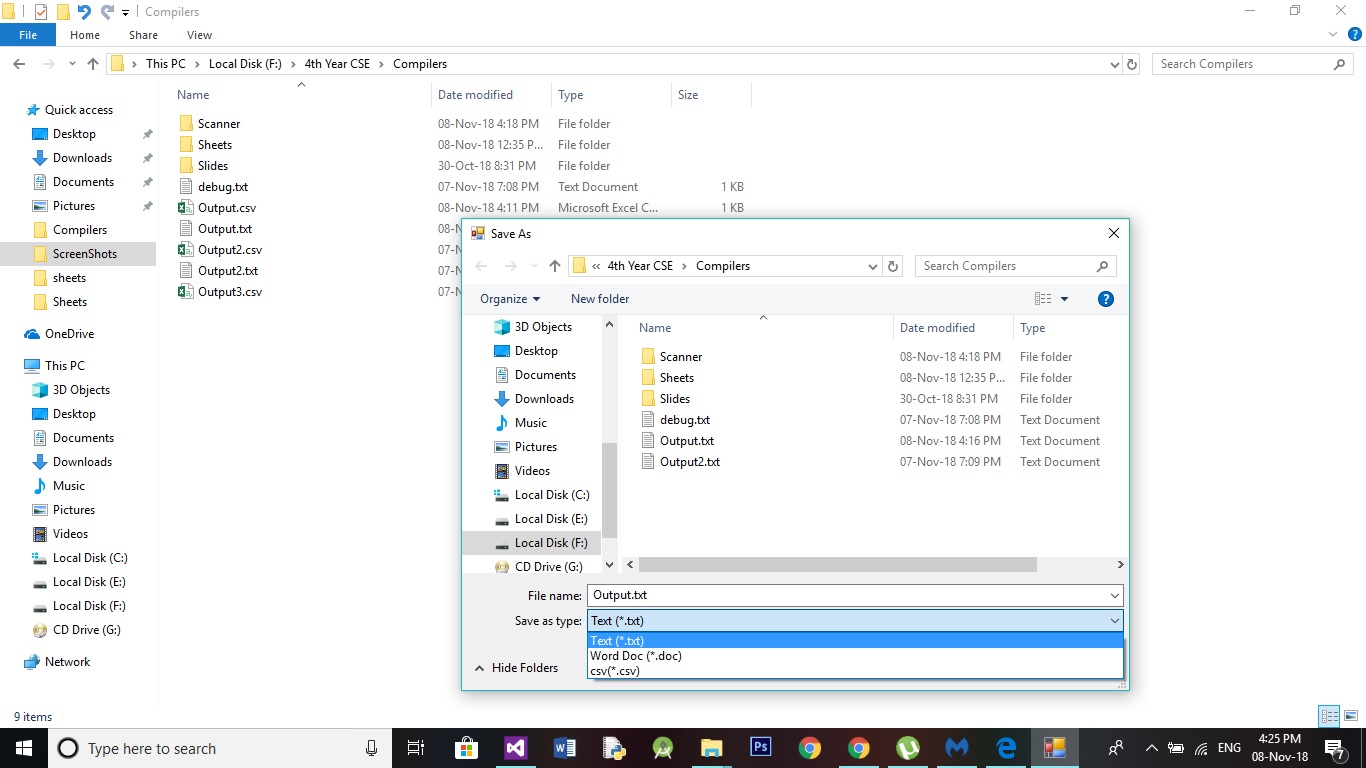 Compilers
File Home Share View
This PC Local Disk (F:) 4th Year CSE Compilers Search Compilers
Name Date modified Type Size
Scanner 08-Nov-18 4:18 PM File folder
Sheets 08-Nov-18 12:35 P... File folder
Slides 30-Oct-18 8:31 PM File folder
debug.txt 07-Nov-18 7:08 PM Text Document 1 KB
Output.csv 08-Nov-18 4:11 PM Microsoft Excel C... 1 KB
Output.txt 08-N
Output2.csv 07-N
Output2.txt 07-N
Output3.csv 07-N
Quick access
Desktop
Downloads
Documents
Pictures
Compilers
ScreenShots
sheets
Sheets
OneDrive
This PC
3D Objects
Desktop
Documents
Downloads
Music
Pictures
Videos
Local Disk (C:)
Local Disk (E:)
Local Disk (F:)
CD Drive (G:)
Network
9 items
Save As
« 4th Year CSE Compilers Search Compilers
Organize New folder
3D Objects
Desktop
Documents
Downloads
Music
Pictures
Videos
Local Disk (C:)
Local Disk (E:)
Local Disk (F:)
CD Drive (G:)
Name Date modified Type
Scanner 08-Nov-18 4:18 PM File folder
Sheets 08-Nov-18 12:35 P... File folder
Slides 30-Oct-18 8:31 PM File folder
debug.txt 07-Nov-18 7:08 PM Text Document
Output.txt 08-Nov-18 4:16 PM Text Document
Output2.txt 07-Nov-18 7:09 PM Text Document
File name: Output.txt
Save as type: Text (*.txt)
Text (*.txt)
Word Doc (*.doc)
csv(*.csv)
Hide Folders
Type here to search
Ps
ENG
4:25 PM
08-Nov-18
7